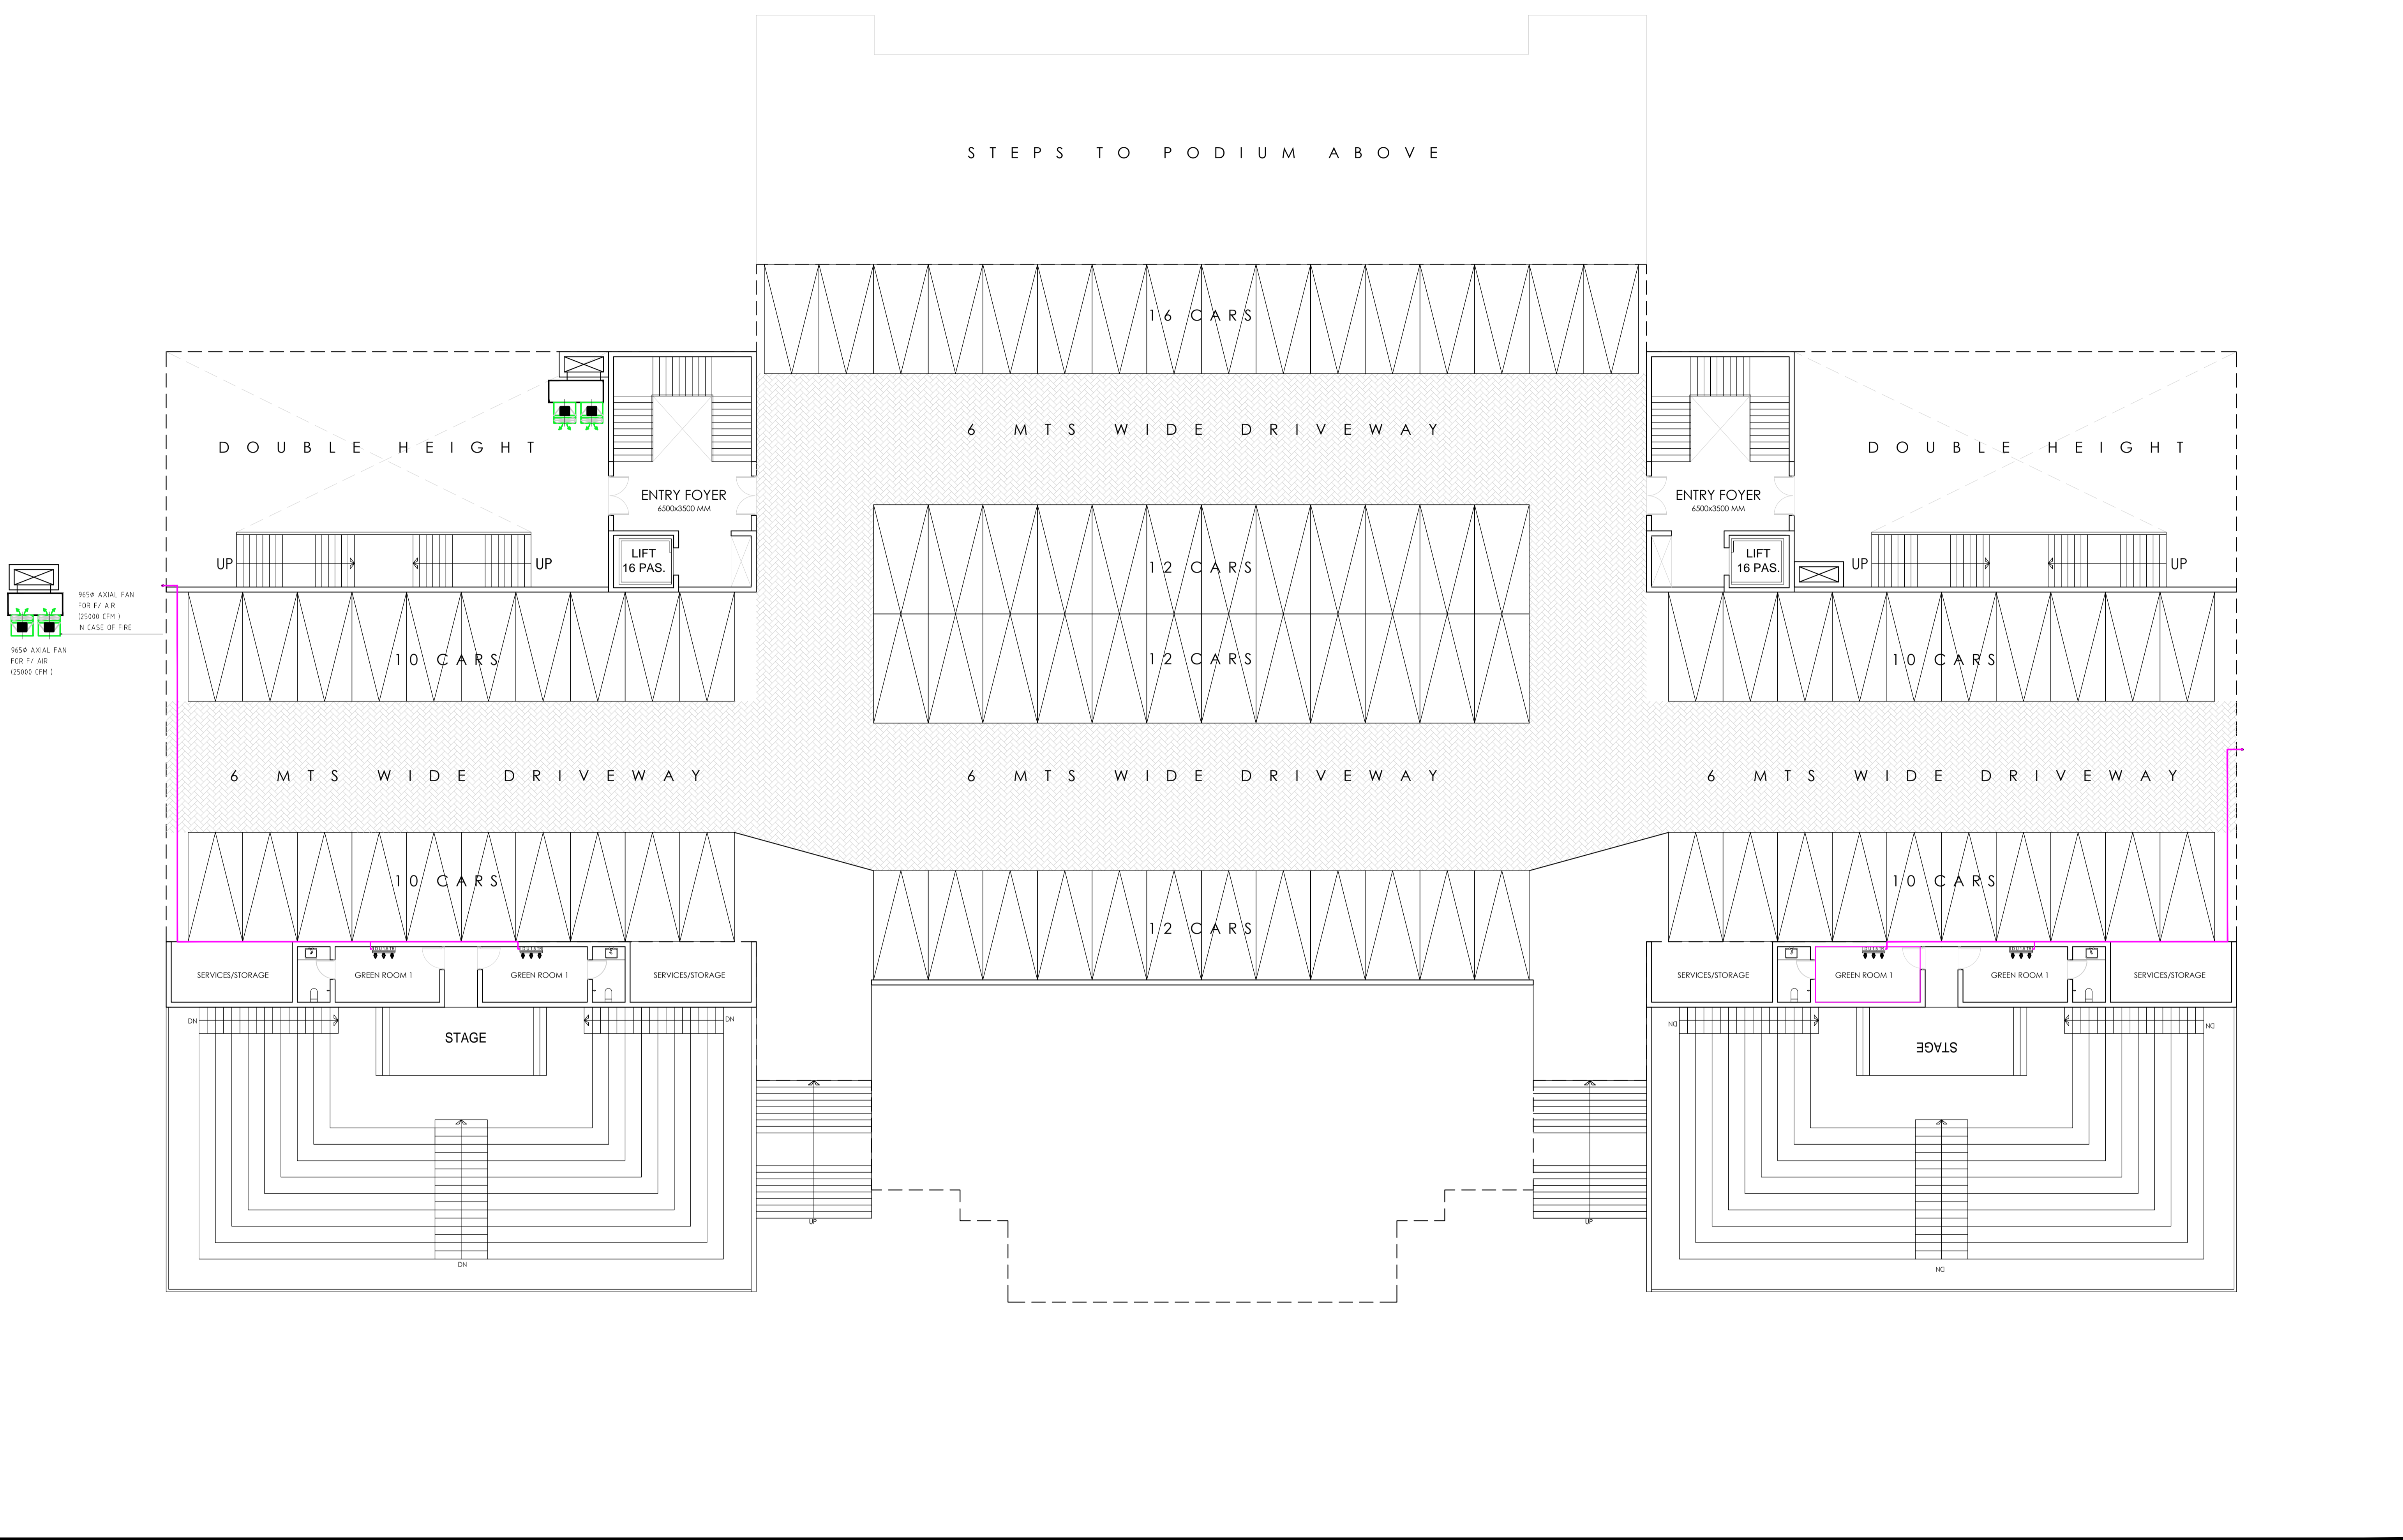 STEPS TO PODIUM ABOVE
16 CARS
6 MTS WIDE DRIVEWAY
DOUBLE HEIGHT
DOUBLE HEIGHT
ENTRY FOYER
6500x3500 MM
ENTRY FOYER
6500x3500 MM
LIFT
16 PAS.
LIFT
16 PAS.
UP
UP
UP
UP
12 CARS
965Ø AXIAL FAN
FOR F/ AIR
(25000 CFM )
IN CASE OF FIRE
965Ø AXIAL FAN
FOR F/ AIR
(25000 CFM )
10 CARS
12 CARS
10 CARS
6 MTS WIDE DRIVEWAY
6 MTS WIDE DRIVEWAY
6 MTS WIDE DRIVEWAY
10 CARS
10 CARS
12 CARS
SERVICES/STORAGE
GREEN ROOM 1
GREEN ROOM 1
SERVICES/STORAGE
SERVICES/STORAGE
GREEN ROOM 1
GREEN ROOM 1
SERVICES/STORAGE
DN
DN
DN
DN
STAGE
STAGE
UP
UP
DN
DN